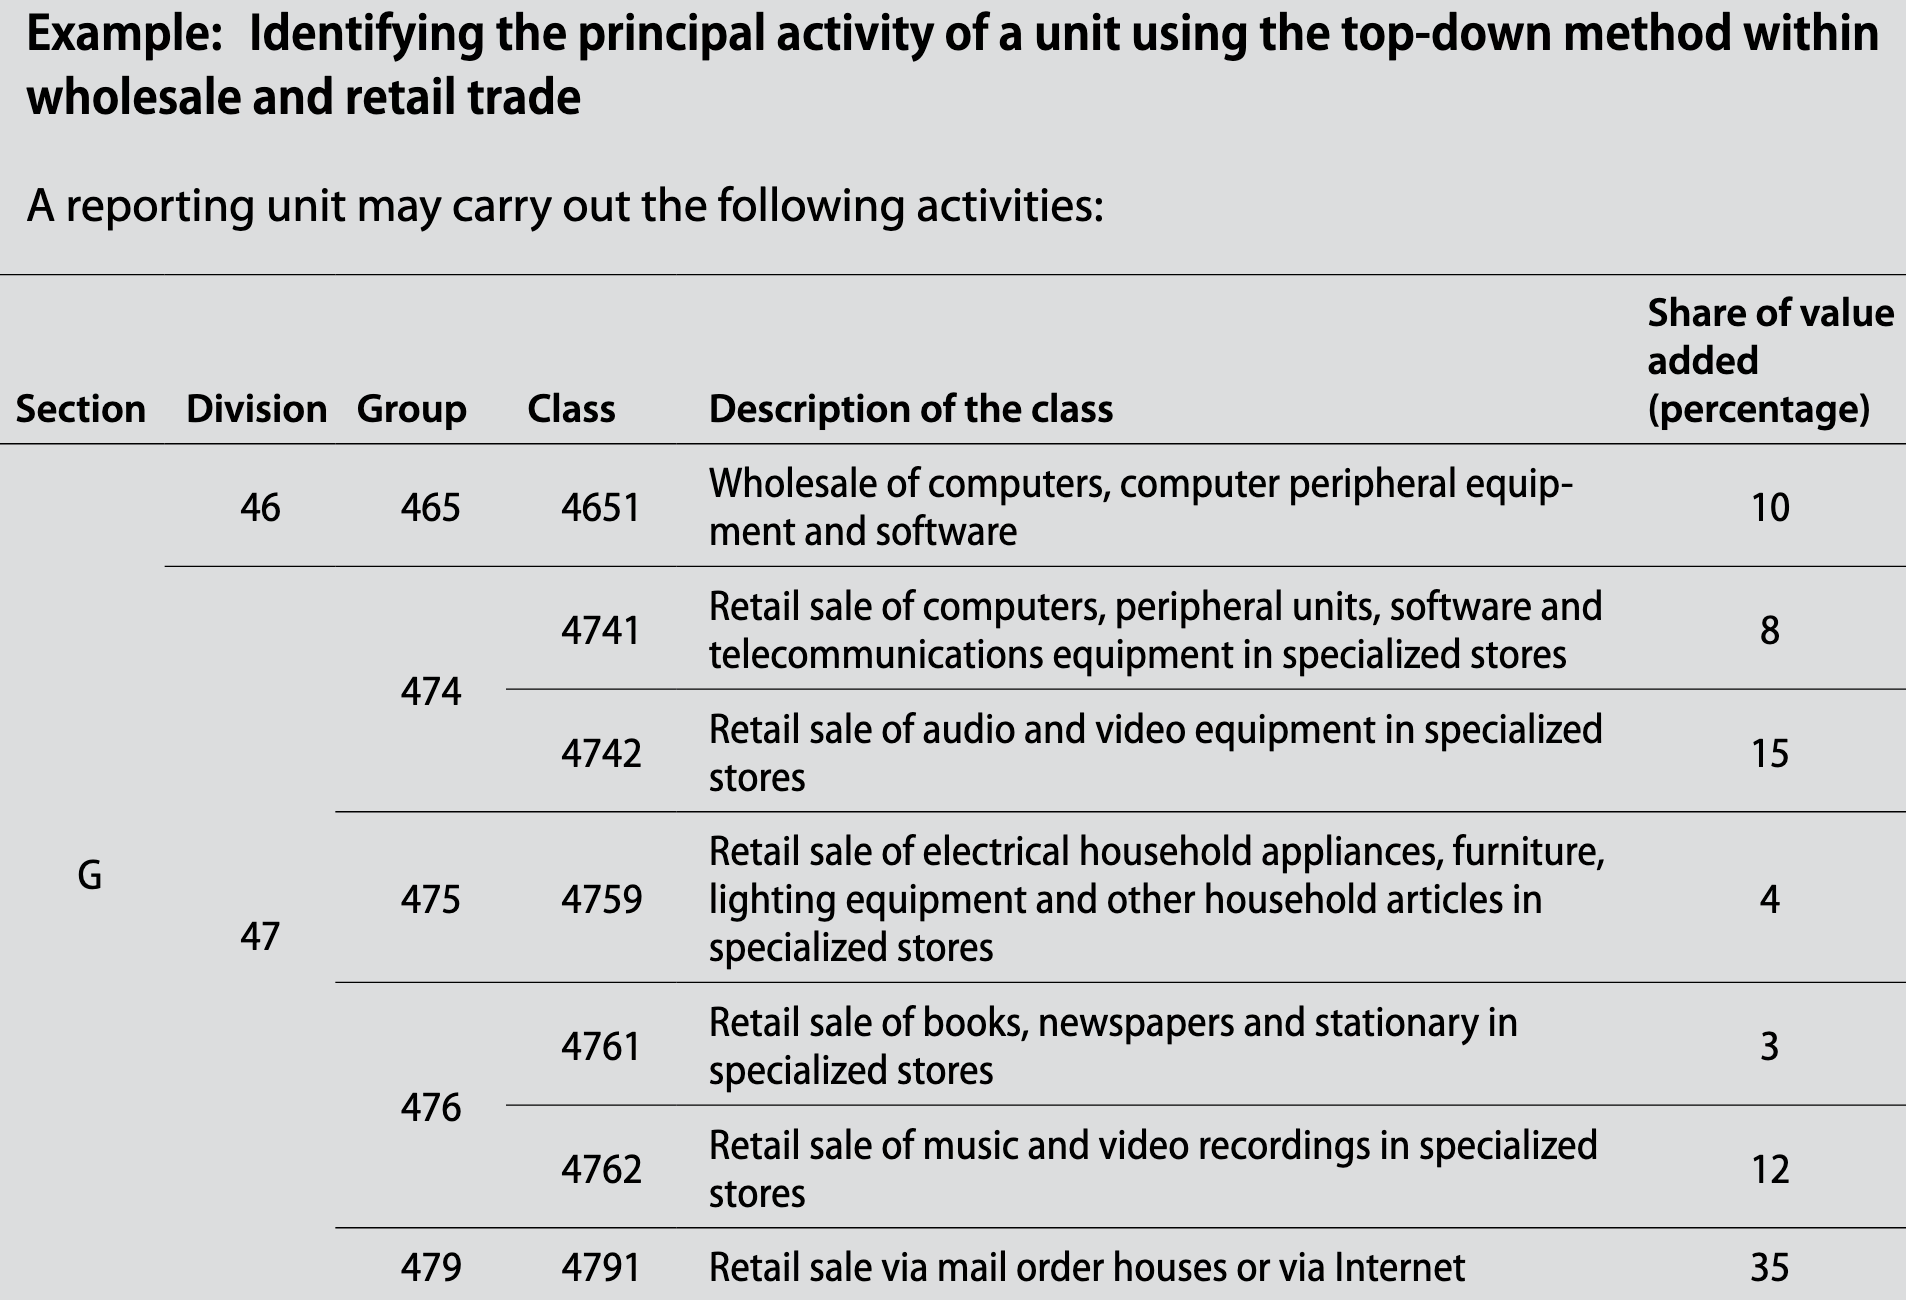 Example: Identifying the principal activity of a unit using the top-down method within
wholesale and retail trade
A reporting unit may carry out the following activities:
Section Division Group Class Description of the class Share of value
added
(percentage)
G
46 465 4651 Wholesale of computers, computer peripheral equip-
ment and software 10
47
474
4741 Retail sale of computers, peripheral units, software and
telecommunications equipment in specialized stores 8
4742 Retail sale of audio and video equipment in specialized
stores 15
475 4759 Retail sale of electrical household appliances, furniture,
lighting equipment and other household articles in
specialized stores 4
476
4761 Retail sale of books, newspapers and stationary in
specialized stores 3
4762 Retail sale of music and video recordings in specialized
stores 12
479 4791 Retail sale via mail order houses or via Internet 35